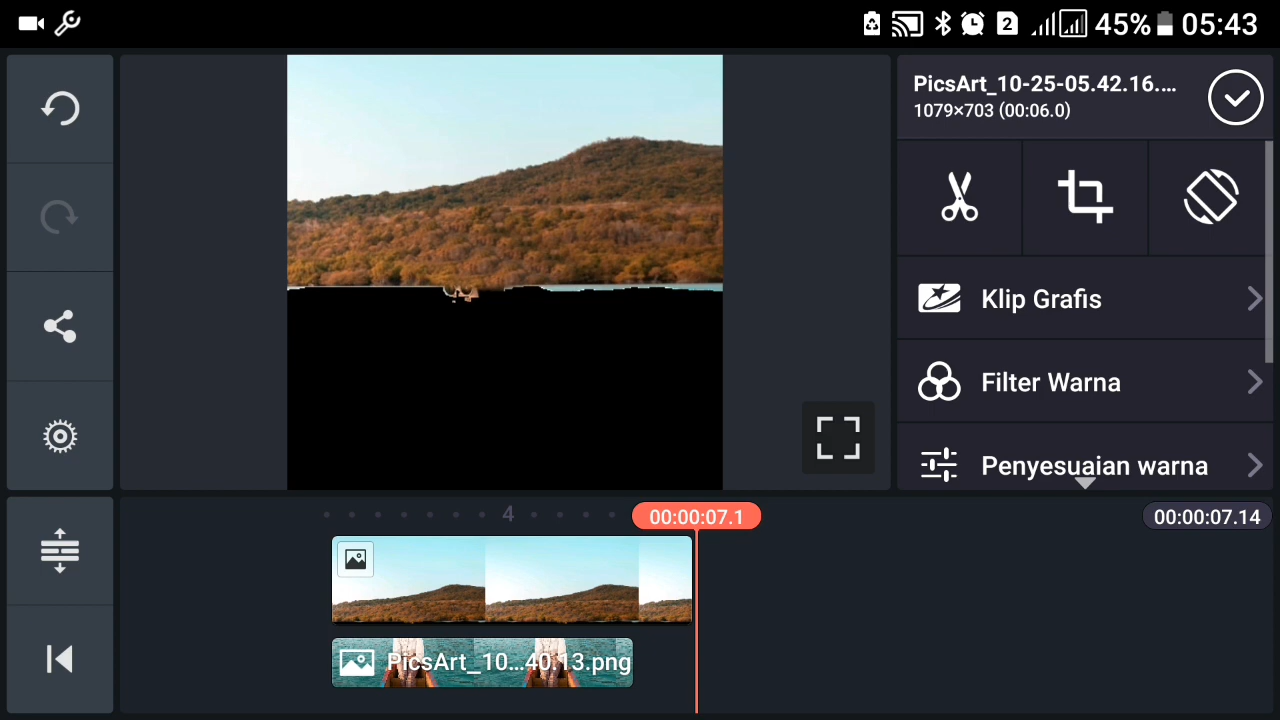 2 45% 05:43
PicsArt_10-25-05.42.16....
1079×703 (00:06.0)
Klip Grafis
Filter Warna
Penyesuaian warna
4
00:00:07.1
00:00:07.14
PicsArt_10...40.13.png